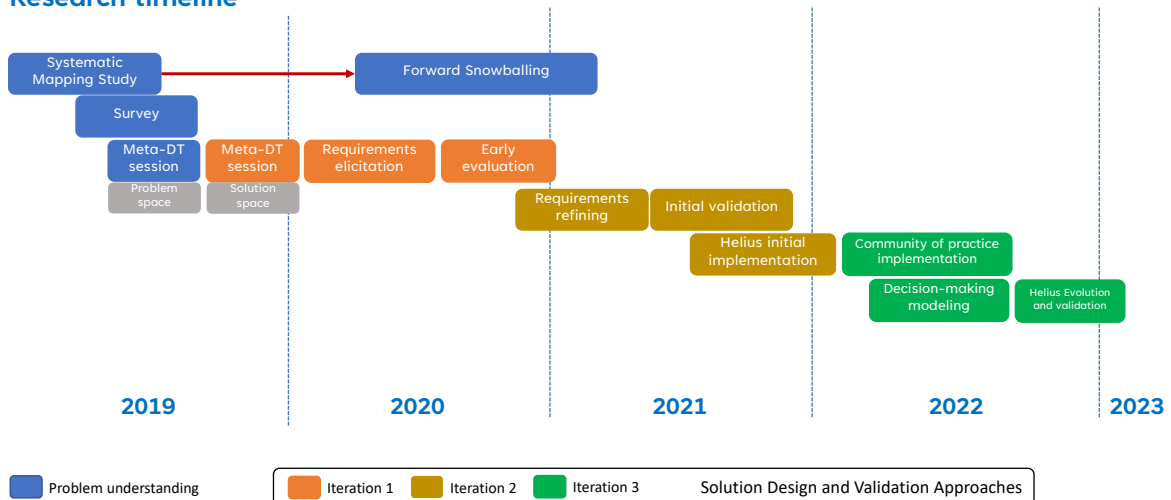 Research timeline
Systematic
Mapping Study
Forward Snowballing
Survey
Meta-DT
session
Meta-DT
session
Requirements
elicitation
Early
evaluation
Problem
space
Solution
space
Requirements
refining
Initial validation
Helius initial
implementation
Community of practice
implementation
Decision-making
modeling
Helius Evolution
and validation
2019
2020
2021
2022
2023
Problem understanding
Iteration 1
Iteration 2
Iteration 3
Solution Design and Validation Approaches